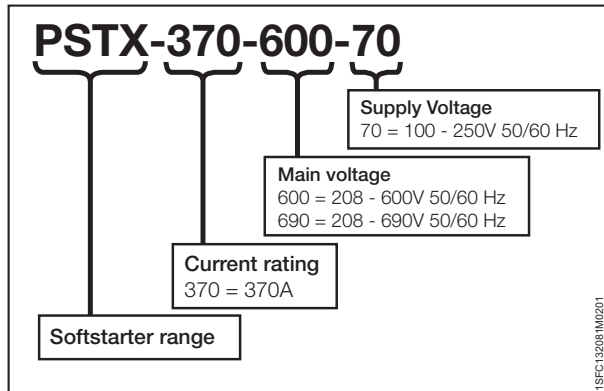 PSTX-370-600-70
Supply Voltage
70 = 100 - 250V 50/60 Hz
Main voltage
600 = 208 - 600V 50/60 Hz
690 = 208 - 690V 50/60 Hz
Current rating
370 = 370A
Softstarter range
1SFC132081M0201